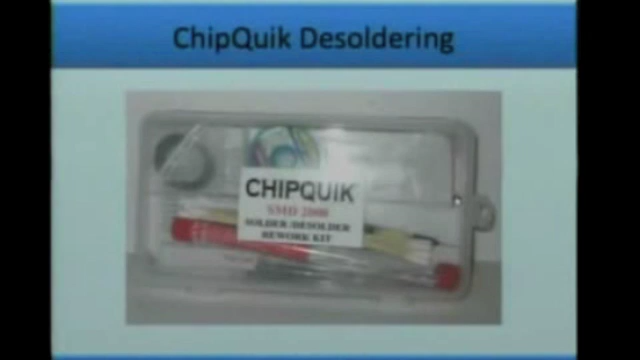 ChipQuik Desoldering
CHIPQUIK
SMD 2000
SOLDER/DESOLDER
REWORK KIT